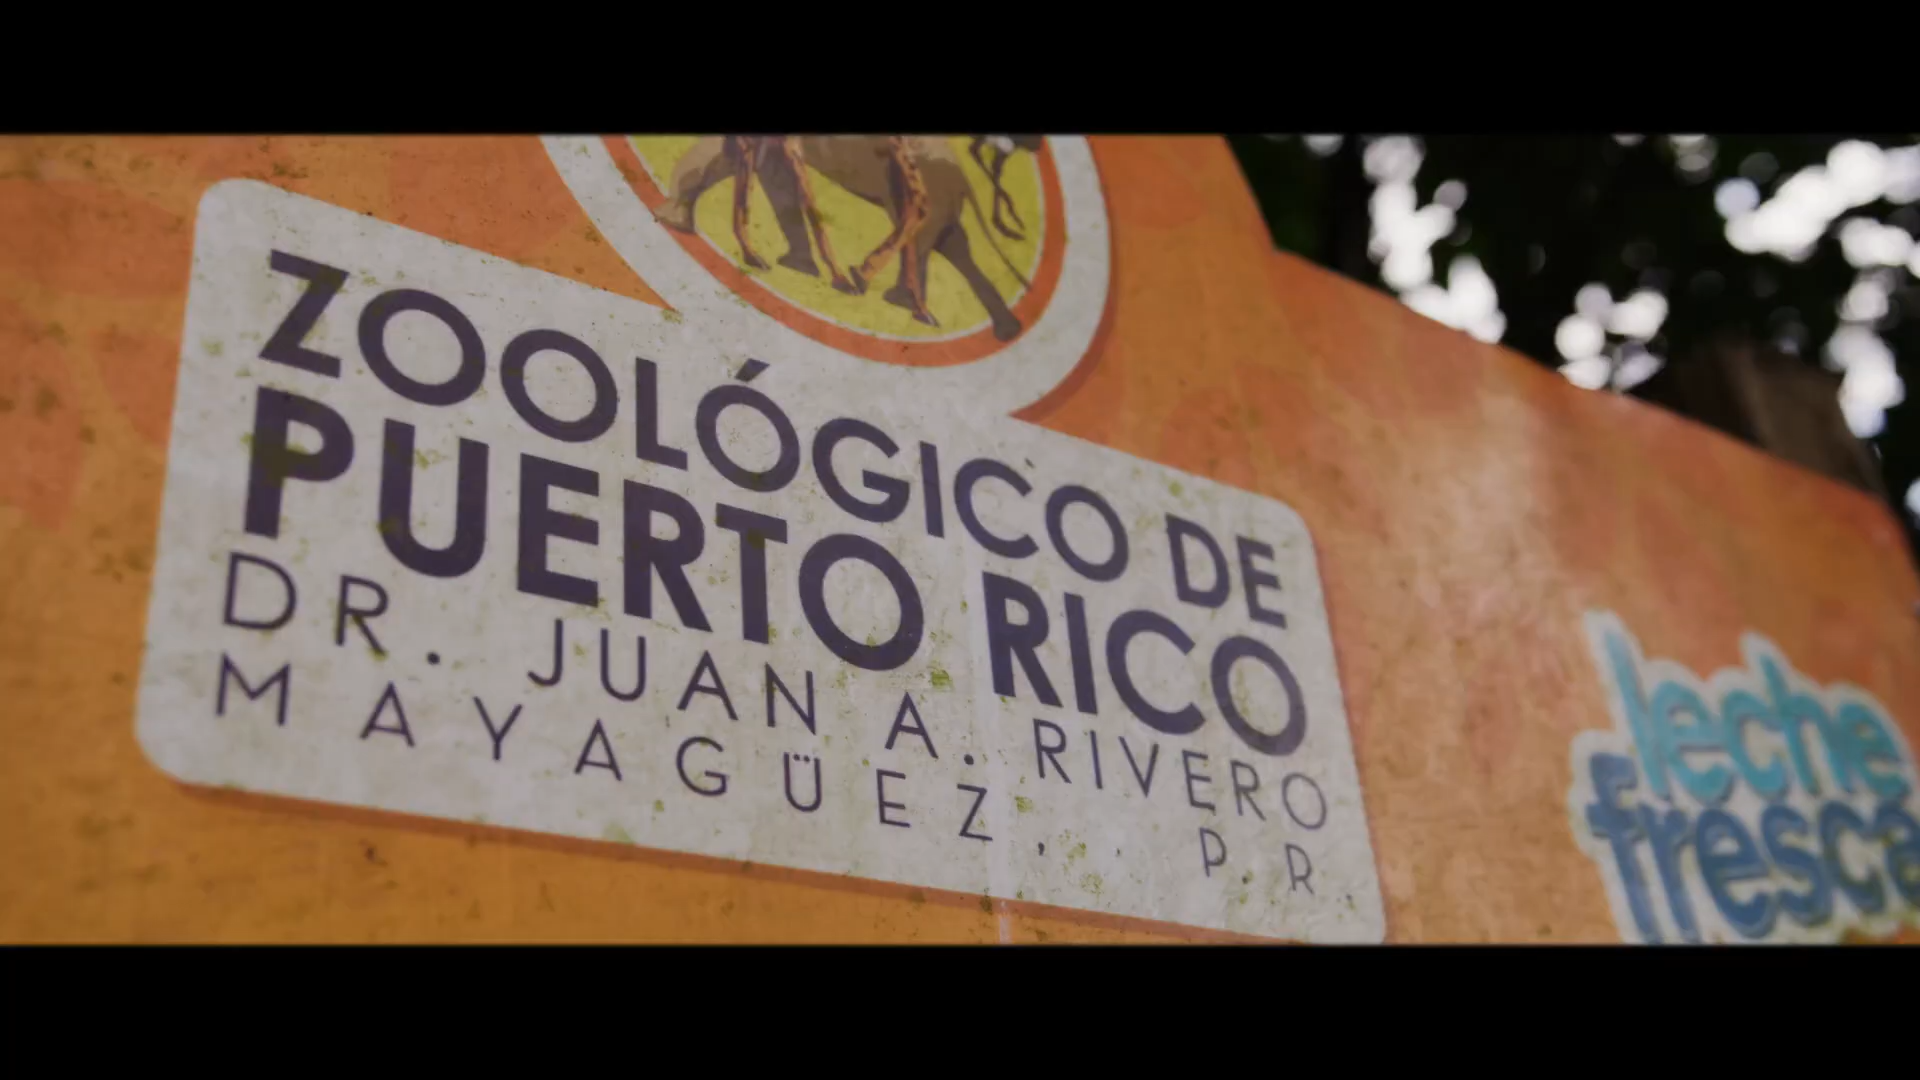 ZOOLÓGICO DE
PUERTO RICO
DR. JUAN A. RIVERO
MAYAGÜEZ, P.R.
leche
fresca